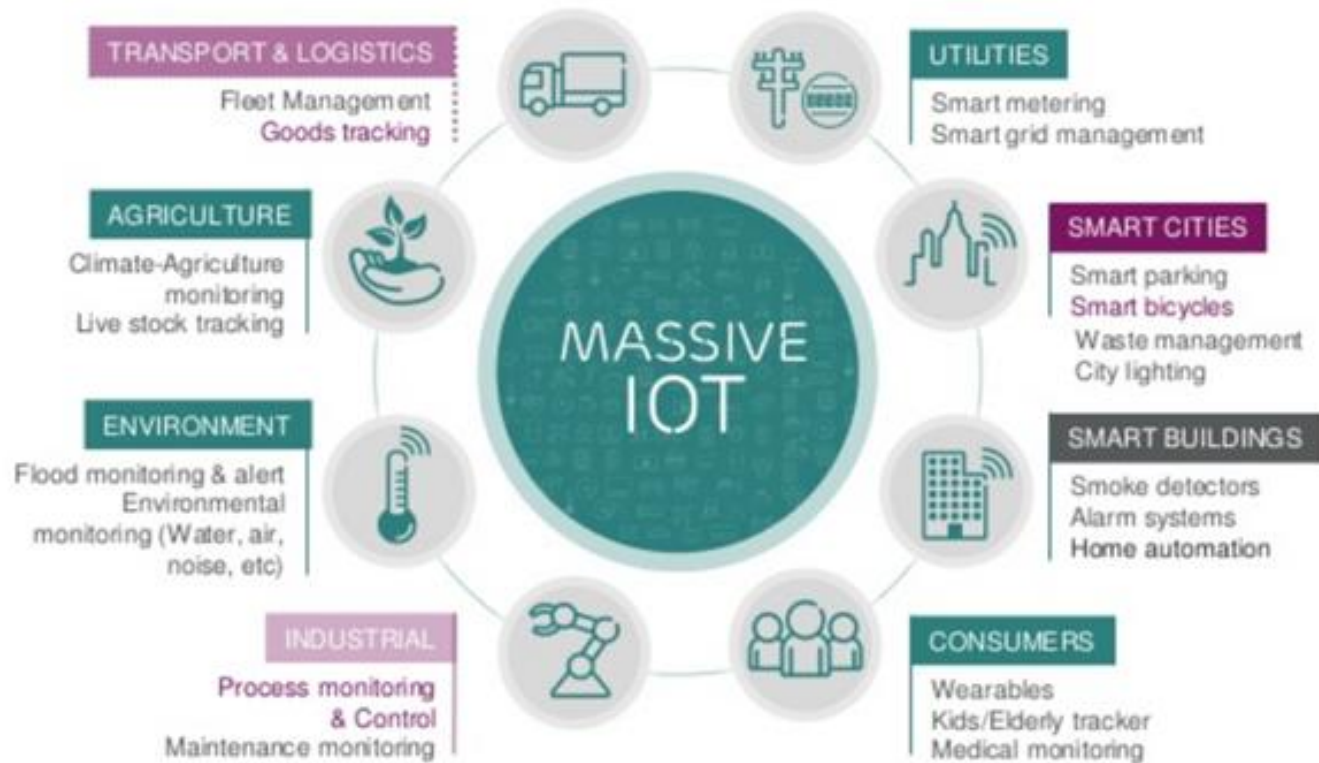 TRANSPORT & LOGISTICS
Fleet Management
Goods tracking
UTILITIES
Smart metering
Smart grid management
AGRICULTURE
Climate-Agriculture
monitoring
Live stock tracking
SMART CITIES
Smart parking
Smart bicycles
Waste management
City lighting
MASSIVE
IOT
ENVIRONMENT
Flood monitoring & alert
Environmental
monitoring (Water, air,
noise, etc)
SMART BUILDINGS
Smoke detectors
Alarm systems
Home automation
INDUSTRIAL
Process monitoring
& Control
Maintenance monitoring
CONSUMERS
Wearables
Kids/Elderly tracker
Medical monitoring